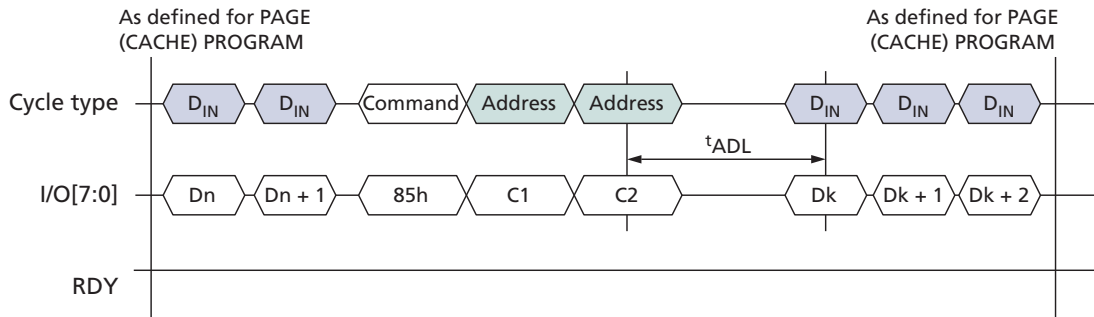 As defined for PAGE
(CACHE) PROGRAM
As defined for PAGE
(CACHE) PROGRAM
Cycle type
DIN
DIN
Command
Address
Address
DIN
DIN
DIN
tADL
I/O[7:0]
Dn
Dn + 1
85h
C1
C2
Dk
Dk + 1
Dk + 2
RDY